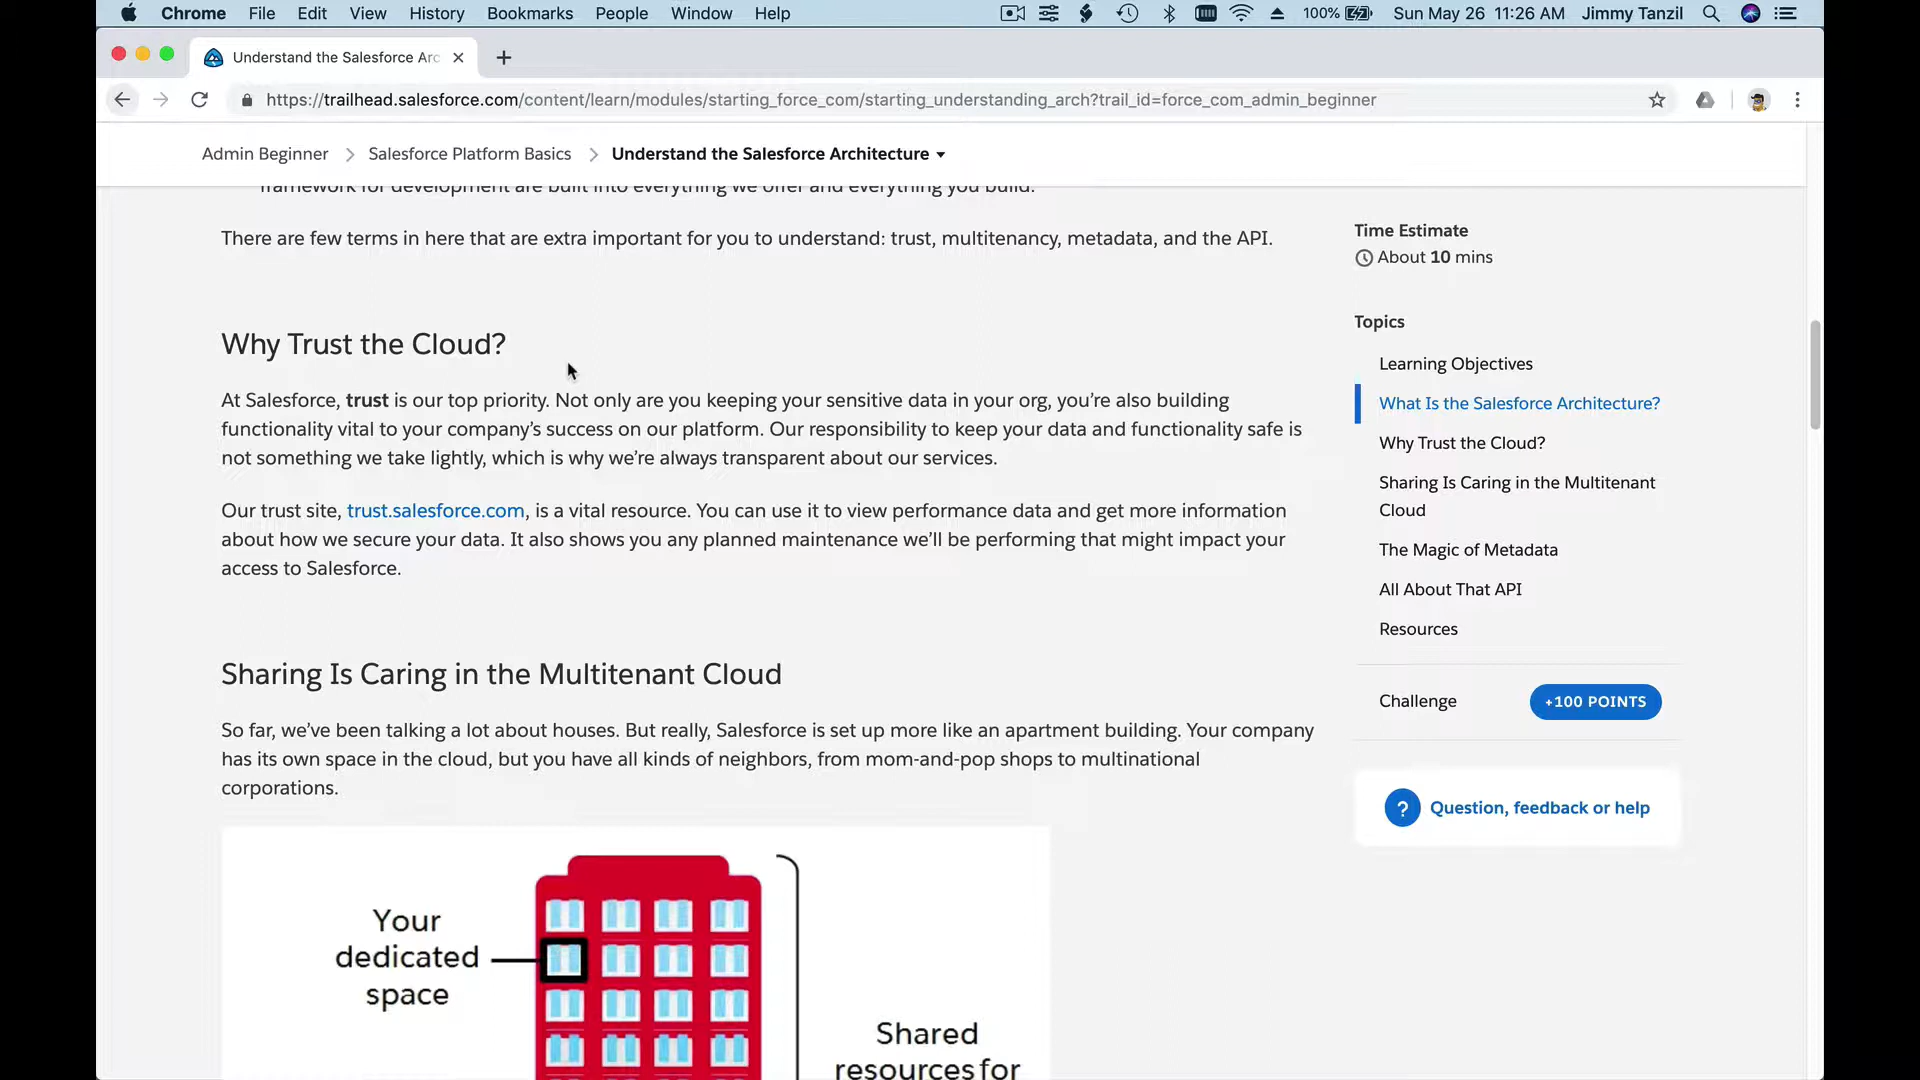 Chrome File Edit View History Bookmarks People Window Help 100% Sun May 26 11:26 AM Jimmy Tanzil
Understand the Salesforce Arc
https://trailhead.salesforce.com/content/learn/modules/starting_force_com/starting_understanding_arch?trail_id=force_com_admin_beginner
Admin Beginner Salesforce Platform Basics Understand the Salesforce Architecture
framework for development are built into everything we offer and everything you build.
There are few terms in here that are extra important for you to understand: trust, multitenancy, metadata, and the API.
Why Trust the Cloud?
At Salesforce, trust is our top priority. Not only are you keeping your sensitive data in your org, you’re also building
functionality vital to your company’s success on our platform. Our responsibility to keep your data and functionality safe is
not something we take lightly, which is why we’re always transparent about our services.
Our trust site, trust.salesforce.com, is a vital resource. You can use it to view performance data and get more information
about how we secure your data. It also shows you any planned maintenance we’ll be performing that might impact your
access to Salesforce.
Sharing Is Caring in the Multitenant Cloud
So far, we’ve been talking a lot about houses. But really, Salesforce is set up more like an apartment building. Your company
has its own space in the cloud, but you have all kinds of neighbors, from mom-and-pop shops to multinational
corporations.
Your
dedicated
space
Shared
resources for
Time Estimate
About 10 mins
Topics
Learning Objectives
What Is the Salesforce Architecture?
Why Trust the Cloud?
Sharing Is Caring in the Multitenant
Cloud
The Magic of Metadata
All About That API
Resources
Challenge +100 POINTS
? Question, feedback or help